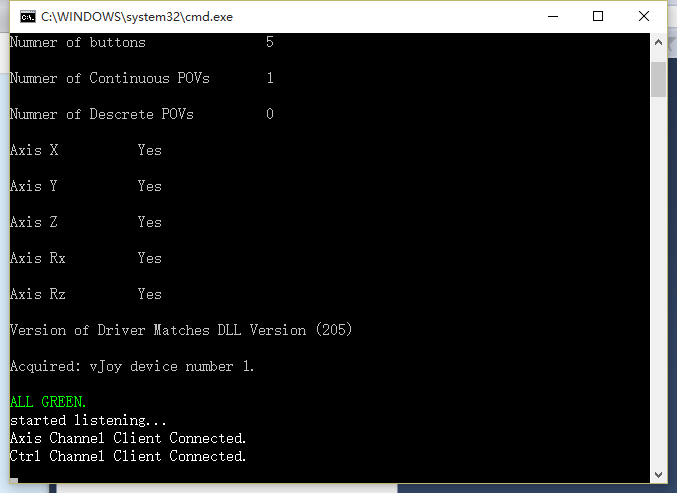 C:\WINDOWS\system32\cmd.exe
Numner of buttons 5
Numner of Continuous POVs 1
Numner of Descrete POVs 0
Axis X Yes
Axis Y Yes
Axis Z Yes
Axis Rx Yes
Axis Rz Yes
Version of Driver Matches DLL Version (205)
Acquired: vJoy device number 1.
ALL GREEN.
started listening...
Axis Channel Client Connected.
Ctrl Channel Client Connected.